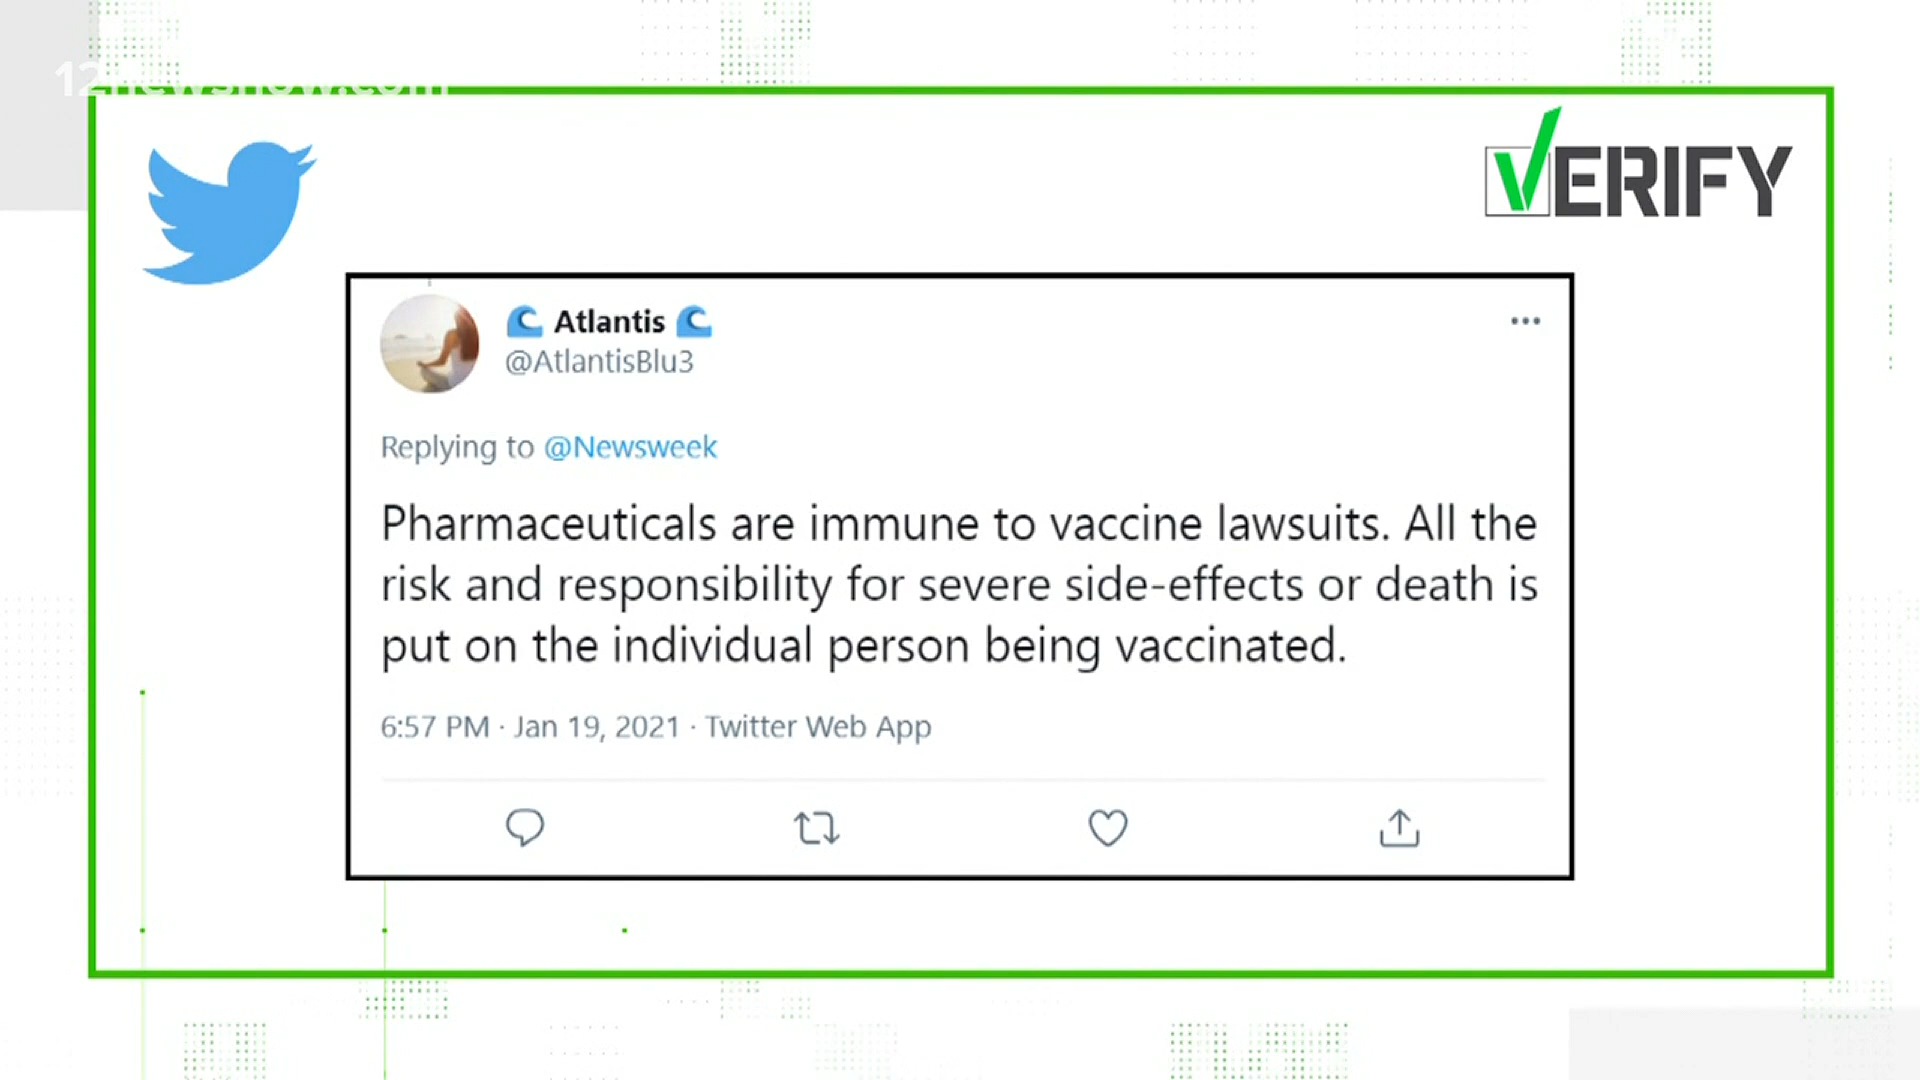 12newsnow.com
VERIFY
Atlantis
@AtlantisBlu3
Replying to @Newsweek
Pharmaceuticals are immune to vaccine lawsuits. All the
risk and responsibility for severe side-effects or death is
put on the individual person being vaccinated.
6:57 PM · Jan 19, 2021 · Twitter Web App